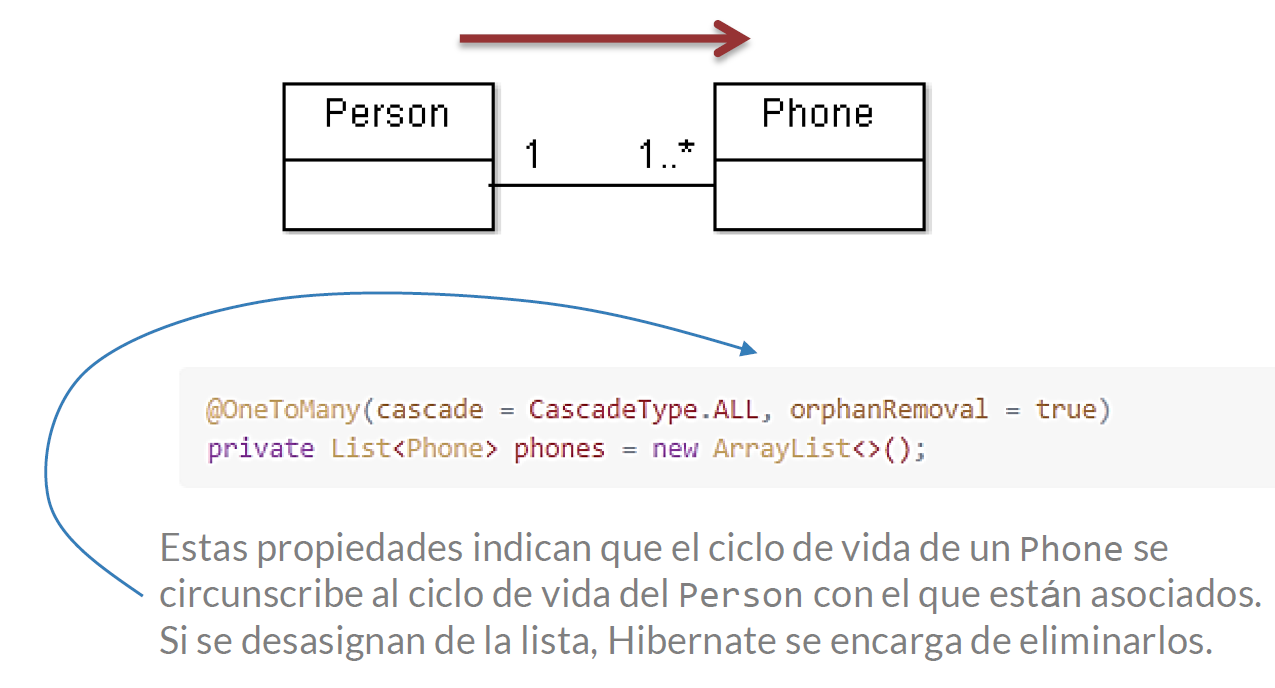 Person
Phone
1
1..*
@OneToMany(cascade = CascadeType.ALL, orphanRemoval = true)
private List<Phone> phones = new ArrayList<>();
Estas propiedades indican que el ciclo de vida de un Phone se
circunscribe al ciclo de vida del Person con el que están asociados.
Si se desasignan de la lista, Hibernate se encarga de eliminarlos.